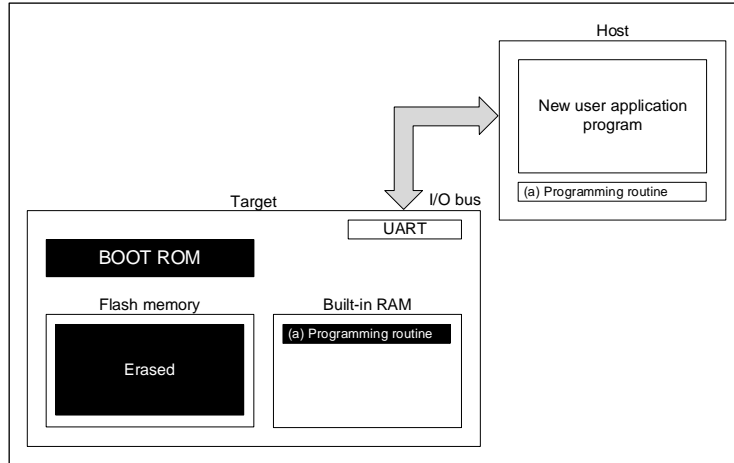 Host
New user application
program
(a) Programming routine
Target
I/O bus
UART
BOOT ROM
Flash memory
Built-in RAM
(a) Programming routine
Erased